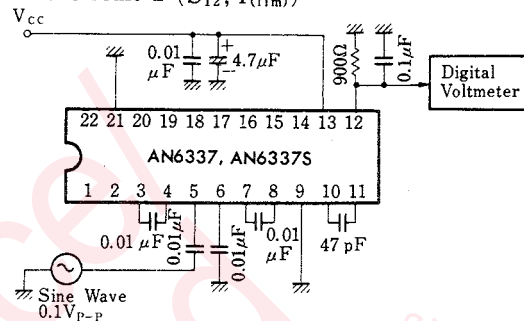 (S₁₂, f(lim))
VCC
0.01 μF
+
4.7μF
−
900Ω
0.1μF
Digital Voltmeter
22 21 20 19 18 17 16 15 14 13 12
AN6337, AN6337S
1 2 3 4 5 6 7 8 9 10 11
0.01 μF
0.01μF
0.01μF
0.01 μF
47 pF
Sine Wave
0.1VP-P